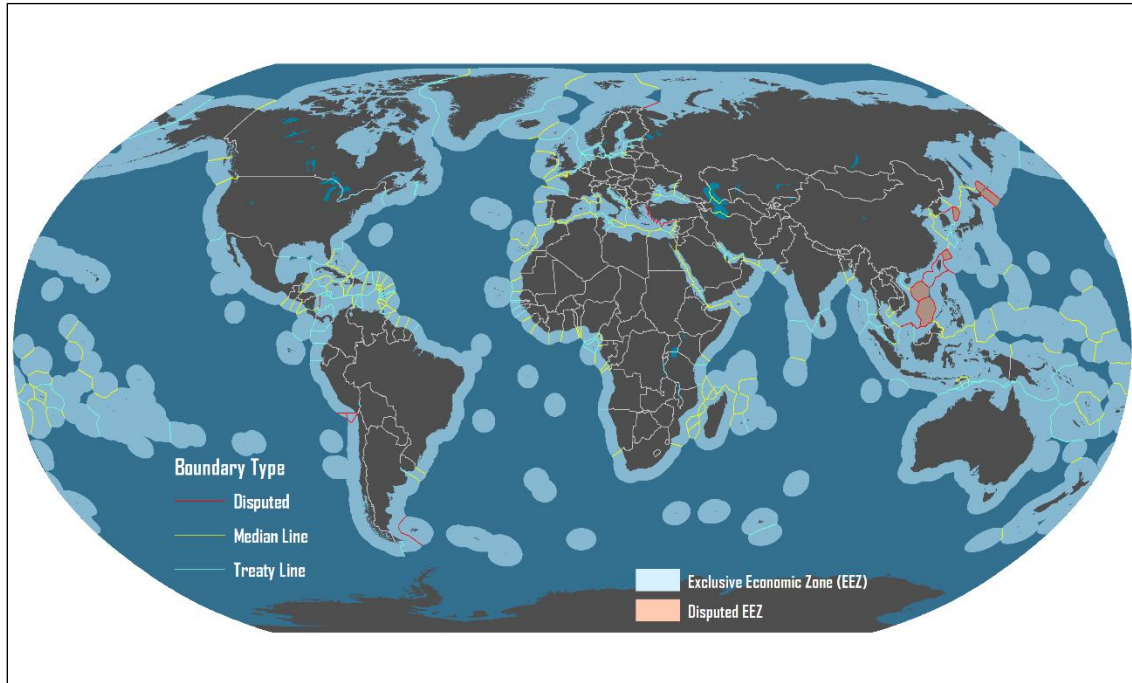 Boundary Type
Disputed
Median Line
Treaty Line
Exclusive Economic Zone (EEZ)
Disputed EEZ